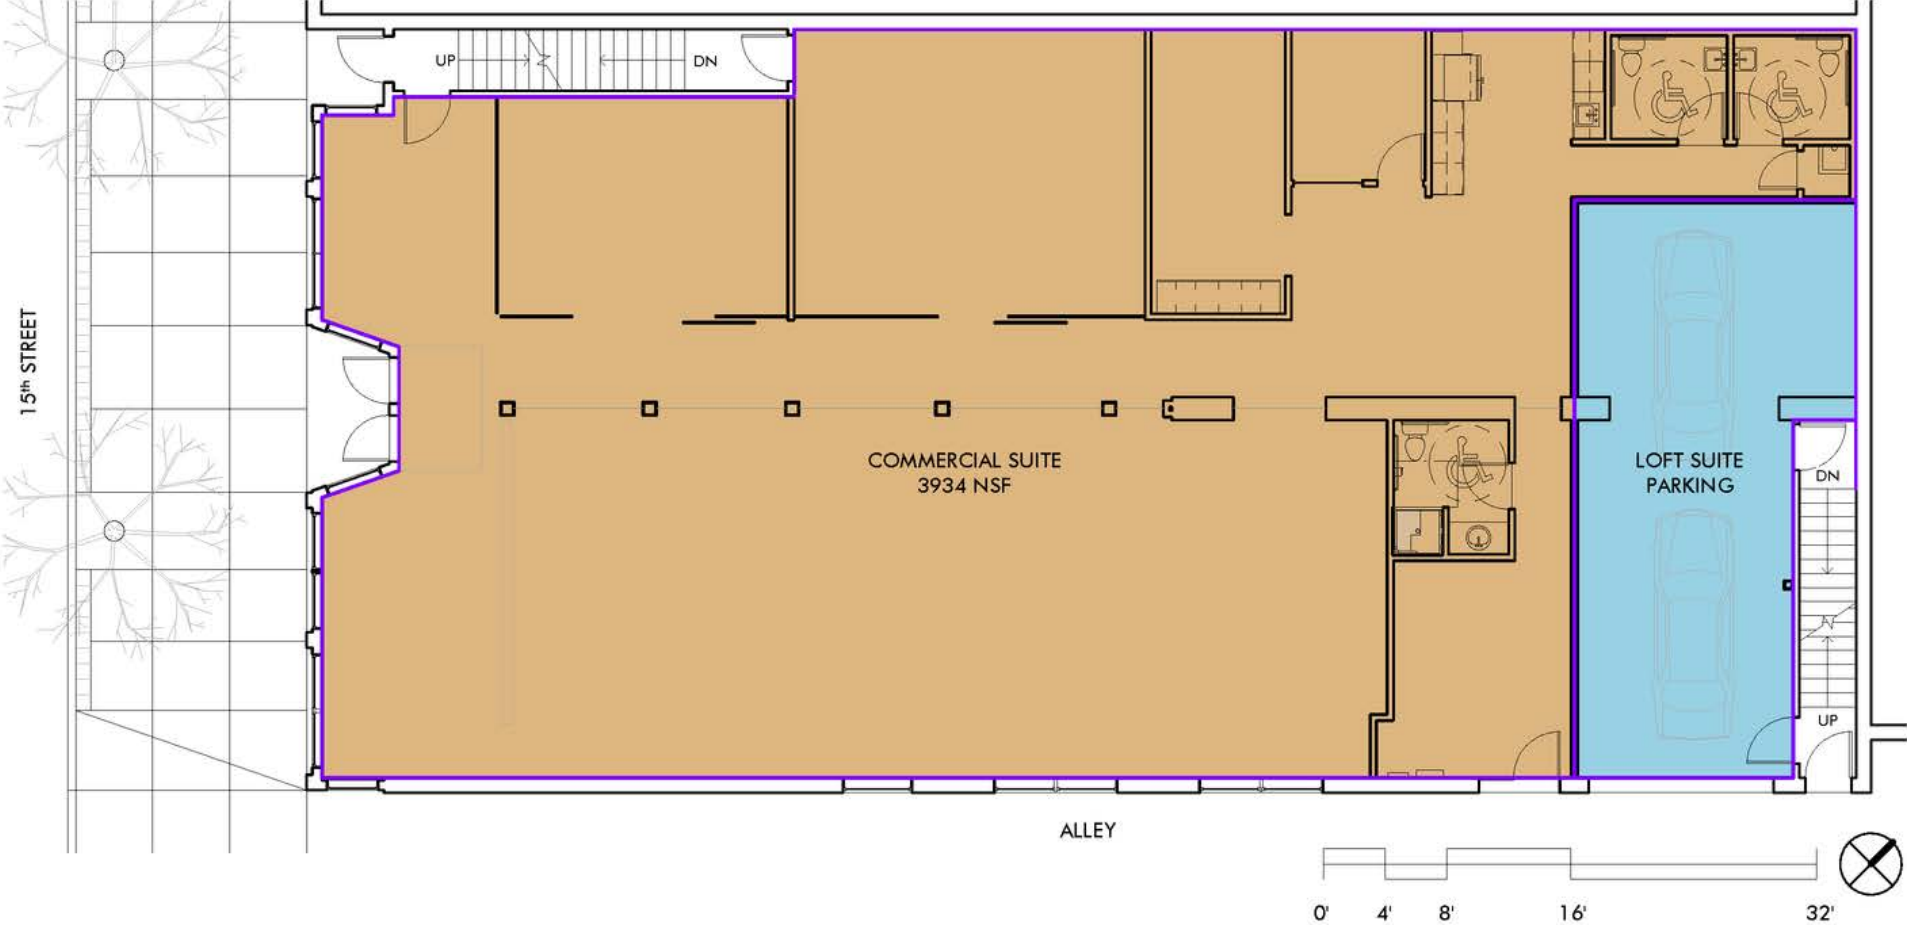 UP
DN
15th STREET
COMMERCIAL SUITE
3934 NSF
LOFT SUITE
PARKING
DN
UP
ALLEY
0' 4' 8' 16' 32'